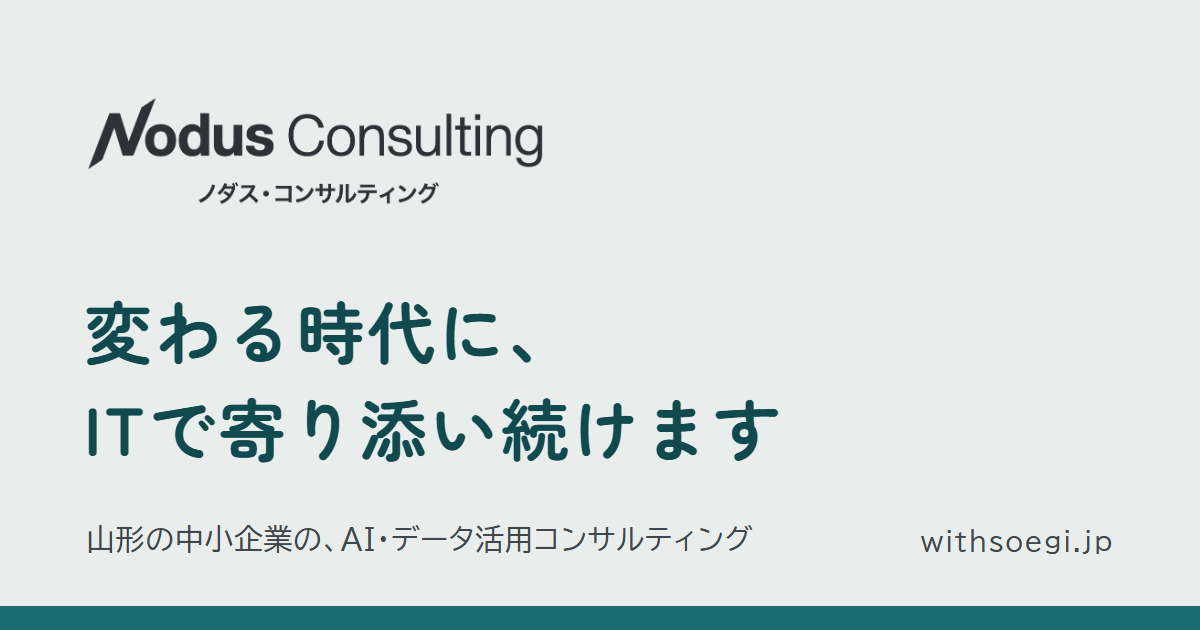 Nodus Consulting
ノダス・コンサルティング
変わる時代に、
ITで寄り添い続けます
山形の中小企業の、AI・データ活用コンサルティング
withsoegi.jp